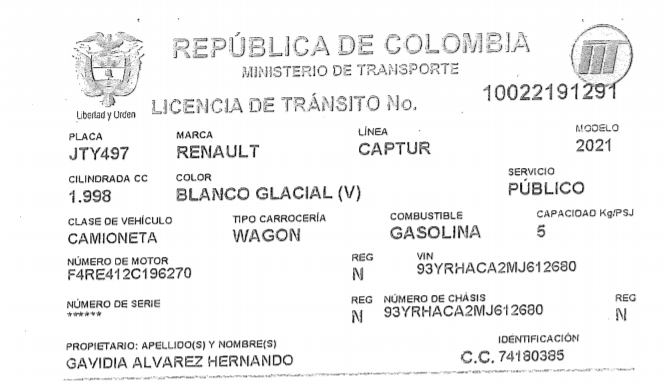 REPÚBLICA DE COLOMBIA
MINISTERIO DE TRANSPORTE
Libertad y Orden
LICENCIA DE TRÁNSITO No. 10022191291
PLACA MARCA LÍNEA MODELO
JTY497 RENAULT CAPTUR 2021
CILINDRADA CC COLOR SERVICIO
1.998 BLANCO GLACIAL (V) PÚBLICO
CLASE DE VEHÍCULO TIPO CARROCERÍA COMBUSTIBLE CAPACIDAD Kg/PSJ
CAMIONETA WAGON GASOLINA 5
NÚMERO DE MOTOR REG VIN
F4RE412C196270 N 93YRHACA2MJ612680
NÚMERO DE SERIE REG NÚMERO DE CHÁSIS REG
****** N 93YRHACA2MJ612680 N
PROPIETARIO: APELLIDO(S) Y NOMBRE(S) IDENTIFICACIÓN
GAVIDIA ALVAREZ HERNANDO C.C. 74180385